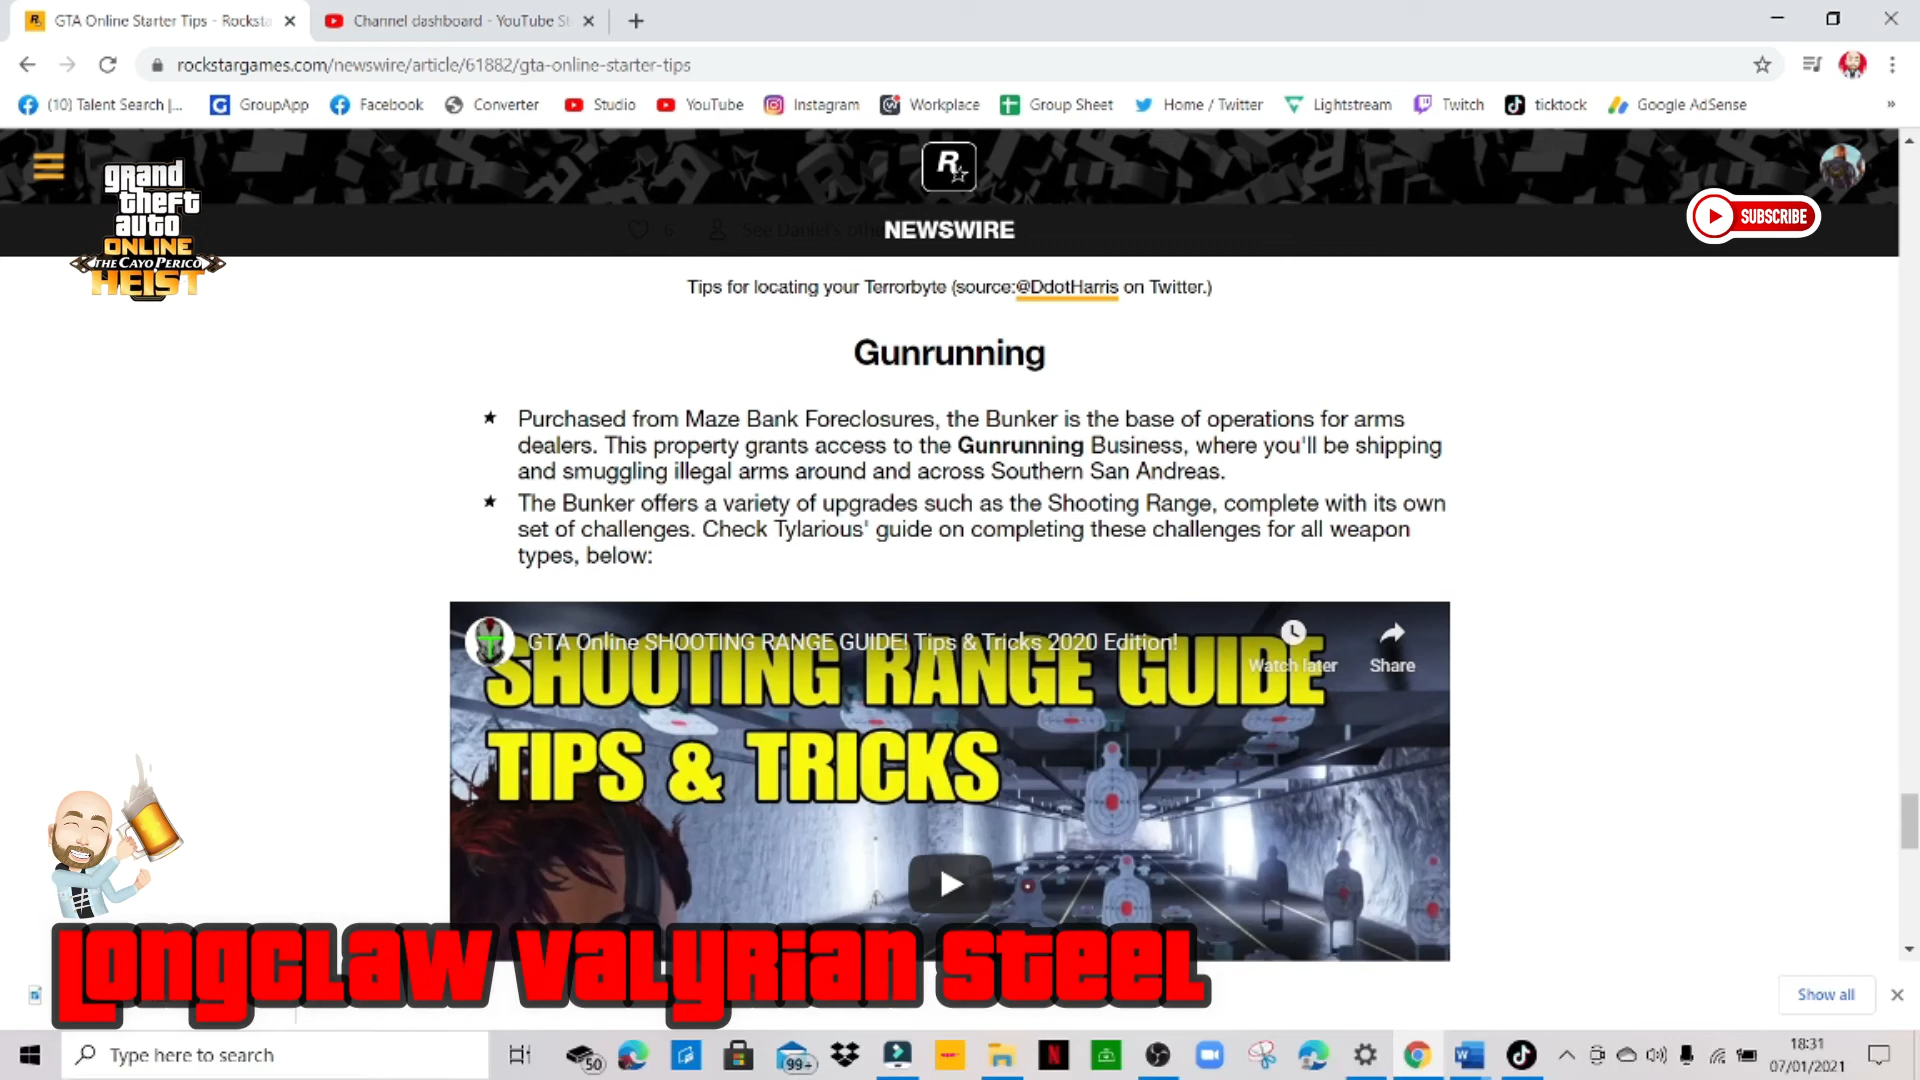 GTA Online Starter Tips - Rocksta
Channel dashboard - YouTube St
rockstargames.com/newswire/article/61882/gta-online-starter-tips
(10) Talent Search |...
GroupApp
Facebook
Converter
Studio
YouTube
Instagram
Workplace
Group Sheet
Home / Twitter
Lightstream
Twitch
ticktock
Google AdSense
»
grand
theft
auto
ONLINE
THE CAYO PERICO
HEIST
R
SUBSCRIBE
6
See Daniel's othe
NEWSWIRE
Tips for locating your Terrorbyte (source:@DdotHarris on Twitter.)
Gunrunning
Purchased from Maze Bank Foreclosures, the Bunker is the base of operations for arms
dealers. This property grants access to the Gunrunning Business, where you'll be shipping
and smuggling illegal arms around and across Southern San Andreas.
The Bunker offers a variety of upgrades such as the Shooting Range, complete with its own
set of challenges. Check Tylarious' guide on completing these challenges for all weapon
types, below:
GTA Online SHOOTING RANGE GUIDE! Tips & Tricks 2020 Edition!
Watch later
Share
SHOOTING RANGE GUIDE
TIPS & TRICKS
Longclaw Valyrian Steel
Show all
Type here to search
50
99+
18:31
07/01/2021